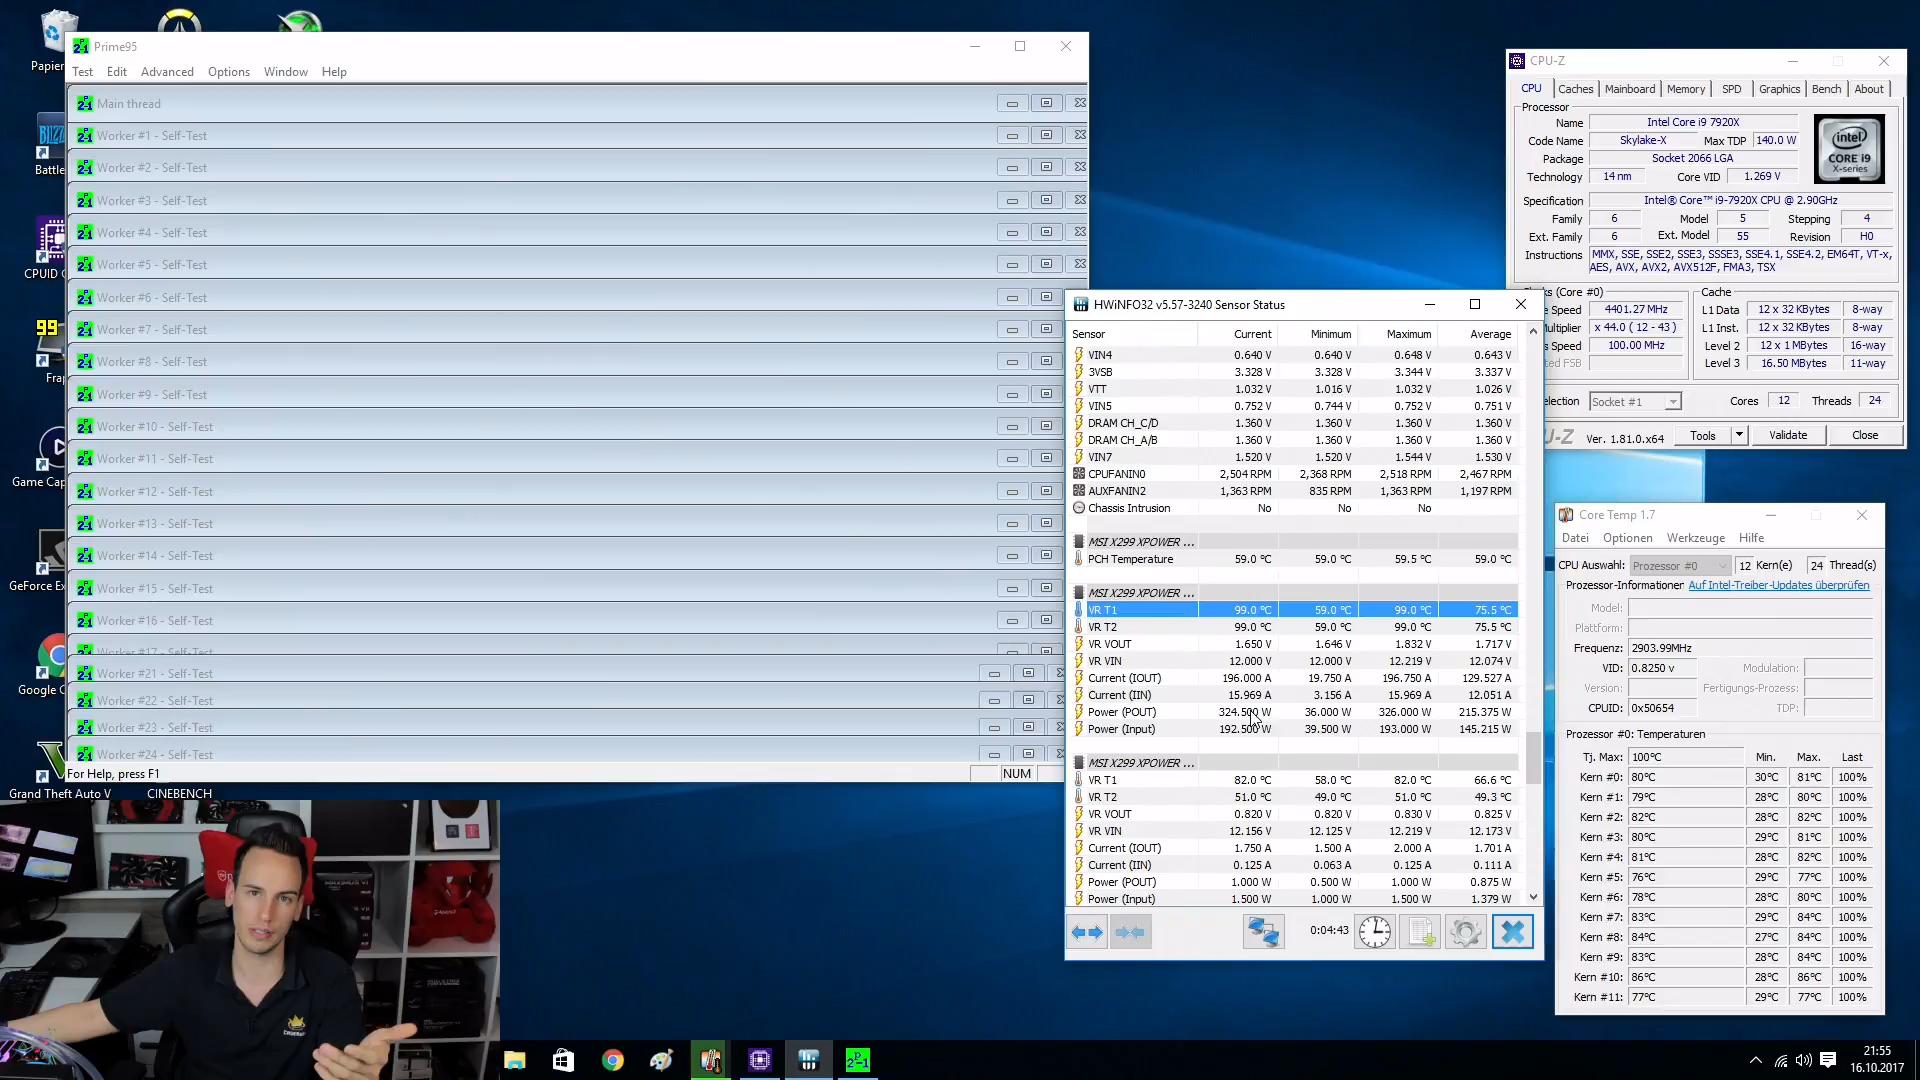 Papier
Battle
CPUID
99
Frap
Game Cap
GeForce Ex
Google C
Grand Theft Auto V
CINEBENCH
Prime95
Test Edit Advanced Options Window Help
Main thread
Worker #1 - Self-Test
Worker #2 - Self-Test
Worker #3 - Self-Test
Worker #4 - Self-Test
Worker #5 - Self-Test
Worker #6 - Self-Test
Worker #7 - Self-Test
Worker #8 - Self-Test
Worker #9 - Self-Test
Worker #10 - Self-Test
Worker #11 - Self-Test
Worker #12 - Self-Test
Worker #13 - Self-Test
Worker #14 - Self-Test
Worker #15 - Self-Test
Worker #16 - Self-Test
Worker #17 - Self-Test
Worker #21 - Self-Test
Worker #22 - Self-Test
Worker #23 - Self-Test
Worker #24 - Self-Test
For Help, press F1 NUM
HWiNFO32 v5.57-3240 Sensor Status
Sensor Current Minimum Maximum Average
VIN4 0.640 V 0.640 V 0.648 V 0.643 V
3VSB 3.328 V 3.328 V 3.344 V 3.337 V
VTT 1.032 V 1.016 V 1.032 V 1.026 V
VIN5 0.752 V 0.744 V 0.752 V 0.751 V
DRAM CH_C/D 1.360 V 1.360 V 1.360 V 1.360 V
DRAM CH_A/B 1.360 V 1.360 V 1.360 V 1.360 V
VIN7 1.520 V 1.520 V 1.544 V 1.530 V
CPUFANIN0 2,504 RPM 2,368 RPM 2,518 RPM 2,467 RPM
AUXFANIN2 1,363 RPM 835 RPM 1,363 RPM 1,197 RPM
Chassis Intrusion No No No
MSI X299 XPOWER ...
PCH Temperature 59.0 °C 59.0 °C 59.5 °C 59.0 °C
MSI X299 XPOWER ...
VR T1 99.0 °C 59.0 °C 99.0 °C 75.5 °C
VR T2 99.0 °C 59.0 °C 99.0 °C 75.5 °C
VR VOUT 1.650 V 1.646 V 1.832 V 1.717 V
VR VIN 12.000 V 12.000 V 12.219 V 12.074 V
Current (IOUT) 196.000 A 19.750 A 196.750 A 129.527 A
Current (IIN) 15.969 A 3.156 A 15.969 A 12.051 A
Power (POUT) 324.500 W 36.000 W 326.000 W 215.375 W
Power (Input) 192.500 W 39.500 W 193.000 W 145.215 W
MSI X299 XPOWER ...
VR T1 82.0 °C 58.0 °C 82.0 °C 66.6 °C
VR T2 51.0 °C 49.0 °C 51.0 °C 49.3 °C
VR VOUT 0.820 V 0.820 V 0.830 V 0.825 V
VR VIN 12.156 V 12.125 V 12.219 V 12.173 V
Current (IOUT) 1.750 A 1.500 A 2.000 A 1.701 A
Current (IIN) 0.125 A 0.063 A 0.125 A 0.111 A
Power (POUT) 1.000 W 0.500 W 1.000 W 0.875 W
Power (Input) 1.500 W 1.000 W 1.500 W 1.379 W
0:04:43
CPU-Z
CPU Caches Mainboard Memory SPD Graphics Bench About
Processor
Name Intel Core i9 7920X
Code Name Skylake-X Max TDP 140.0 W
Package Socket 2066 LGA
Technology 14 nm Core VID 1.269 V
intel
CORE i9
X-series
Specification Intel® Core™ i9-7920X CPU @ 2.90GHz
Family 6 Model 5 Stepping 4
Ext. Family 6 Ext. Model 55 Revision H0
Instructions MMX, SSE, SSE2, SSE3, SSSE3, SSE4.1, SSE4.2, EM64T, VT-x,
AES, AVX, AVX2, AVX512F, FMA3, TSX
ks (Core #0) Cache
e Speed 4401.27 MHz L1 Data 12 x 32 KBytes 8-way
ultiplier x 44.0 ( 12 - 43 ) L1 Inst. 12 x 32 KBytes 8-way
s Speed 100.00 MHz Level 2 12 x 1 MBytes 16-way
ted FSB Level 3 16.50 MBytes 11-way
election Socket #1 Cores 12 Threads 24
U-Z Ver. 1.81.0.x64 Tools Validate Close
Core Temp 1.7
Datei Optionen Werkzeuge Hilfe
CPU Auswahl: Prozessor #0 12 Kern(e) 24 Thread(s)
Prozessor-Informationen Auf Intel-Treiber-Updates überprüfen
Model:
Plattform:
Frequenz: 2903.99MHz
VID: 0.8250 v Modulation:
Version: Fertigungs-Prozess:
CPUID: 0x50654 TDP:
Prozessor #0: Temperaturen
Tj. Max: 100°C Min. Max. Last
Kern #0: 80°C 30°C 81°C 100%
Kern #1: 79°C 28°C 80°C 100%
Kern #2: 82°C 28°C 82°C 100%
Kern #3: 80°C 29°C 81°C 100%
Kern #4: 81°C 28°C 82°C 100%
Kern #5: 76°C 29°C 77°C 100%
Kern #6: 78°C 28°C 80°C 100%
Kern #7: 83°C 29°C 84°C 100%
Kern #8: 84°C 27°C 84°C 100%
Kern #9: 83°C 28°C 84°C 100%
Kern #10: 86°C 28°C 86°C 100%
Kern #11: 77°C 29°C 77°C 100%
21:55
16.10.2017